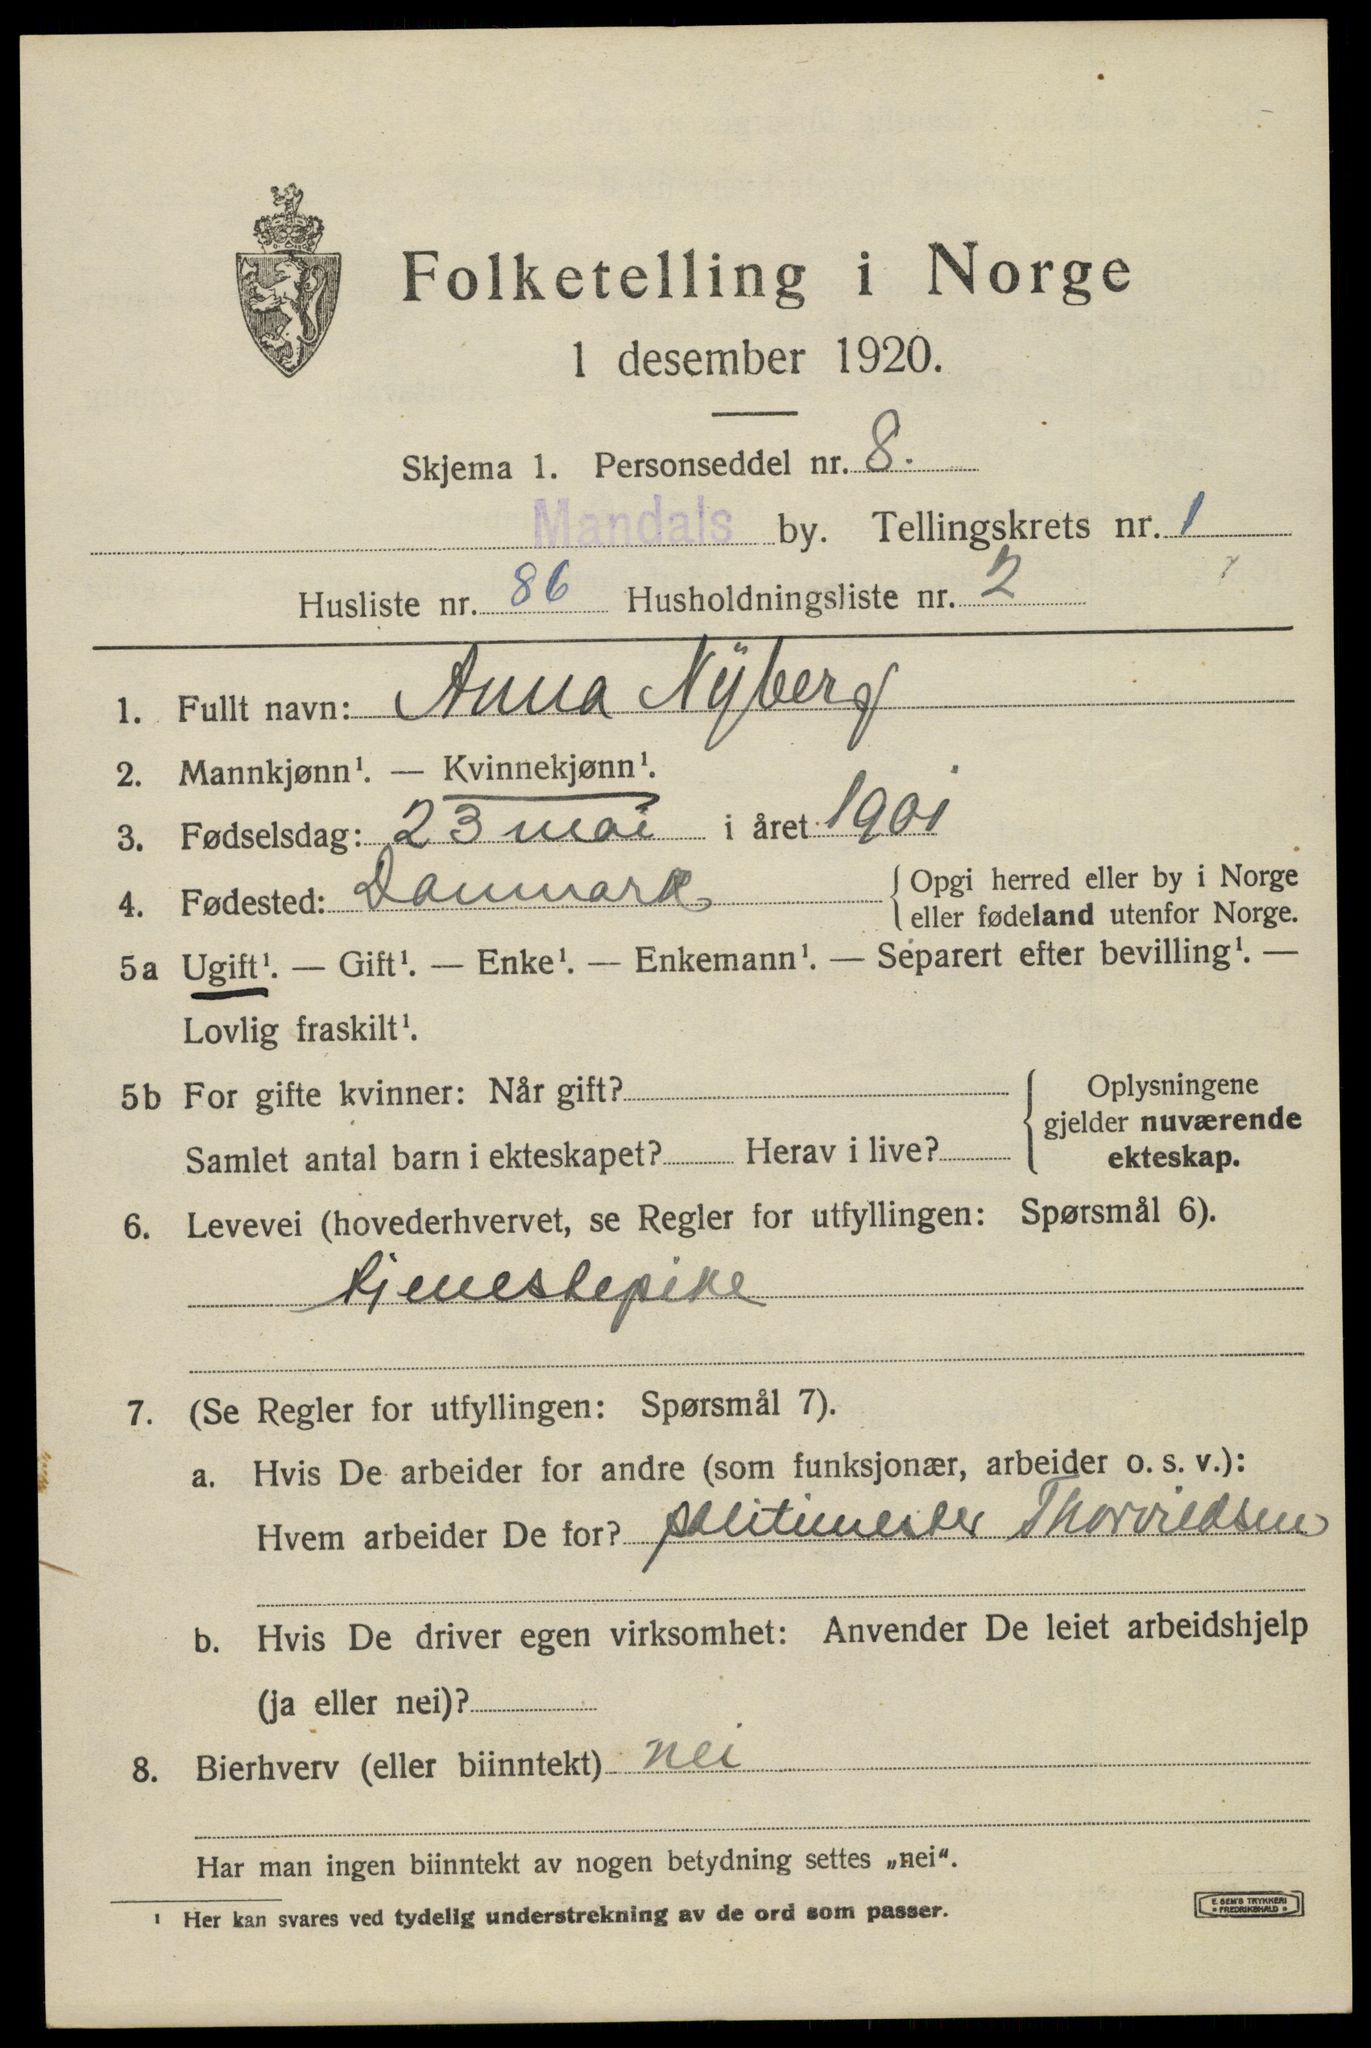 Folketelling i Norge
1 desember 1920.
Skjema 1. Personseddel nr. 8.
Mandals by. Tellingskrets nr. 1
Husliste nr. 86 Husholdningsliste nr. 2
1. Fullt navn: Anna Nÿberg
2. Mannkjønn¹. — Kvinnekjønn¹.
3. Fødselsdag: 23 mai i året 1901
4. Fødested: Danmark { Opgi herred eller by i Norge
eller fødeland utenfor Norge.
5a Ugift¹. — Gift¹. — Enke¹. — Enkemann¹. — Separert efter bevilling¹. —
Lovlig fraskilt¹.
5b For gifte kvinner: Når gift? { Oplysningene
gjelder nuværende
Samlet antal barn i ekteskapet? Herav i live? ekteskap.
6. Levevei (hovederhvervet, se Regler for utfyllingen: Spørsmål 6).
tjenestepike
7. (Se Regler for utfyllingen: Spørsmål 7).
a. Hvis De arbeider for andre (som funksjonær, arbeider o. s. v.):
Hvem arbeider De for? politimester Thorvildsen
b. Hvis De driver egen virksomhet: Anvender De leiet arbeidshjelp
(ja eller nei)?
8. Bierhverv (eller biinntekt) nei
Har man ingen biinntekt av nogen betydning settes „nei“.
¹ Her kan svares ved tydelig understrekning av de ord som passer.
E. SEM'S TRYKKERI
* FREDRIKSHALD *